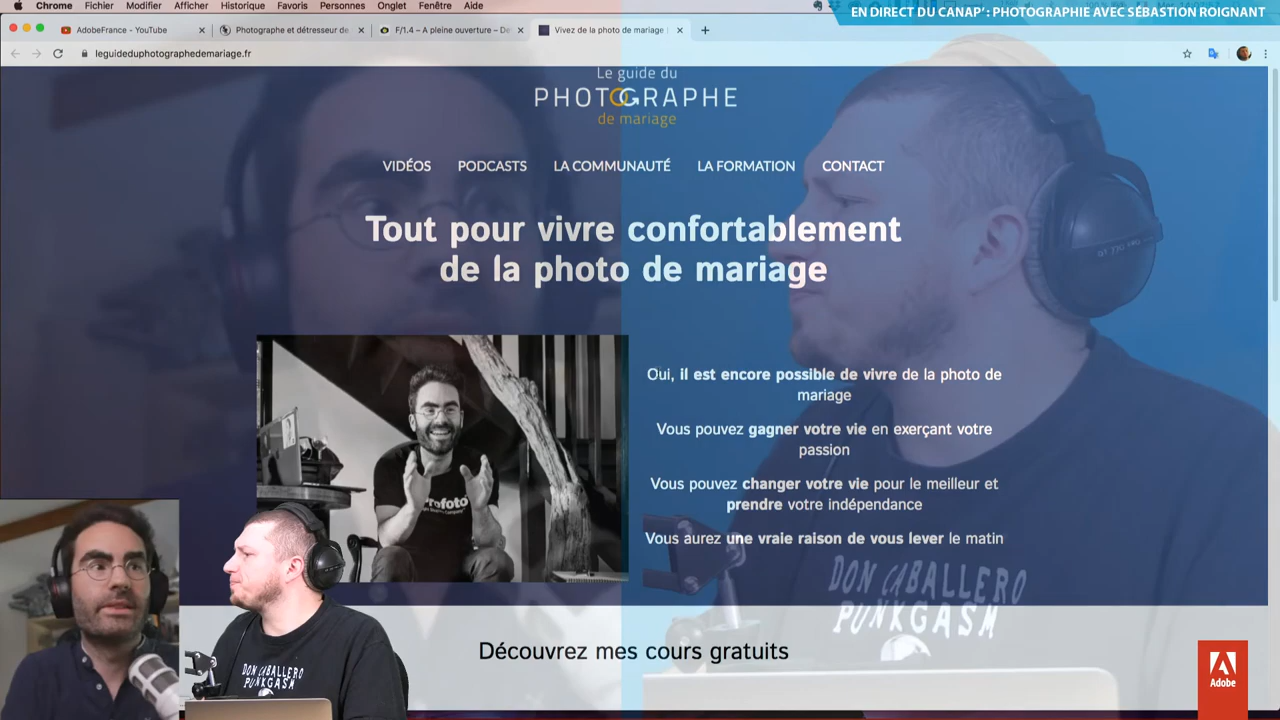 Chrome Fichier Modifier Afficher Historique Favoris Personnes Onglet Fenêtre Aide
EN DIRECT DU CANAP' : PHOTOGRAPHIE AVEC SÉBASTION ROIGNANT
AdobeFrance - YouTube
Photographe et détresseur de
F/1.4 – A pleine ouverture – De
Vivez de la photo de mariage
leguideduphotographedemariage.fr
Le guide du
PHOTOGRAPHE
de mariage
VIDÉOS PODCASTS LA COMMUNAUTÉ LA FORMATION CONTACT
Tout pour vivre confortablement
de la photo de mariage
Oui, il est encore possible de vivre de la photo de
mariage
Vous pouvez gagner votre vie en exerçant votre
passion
Vous pouvez changer votre vie pour le meilleur et
prendre votre indépendance
Vous aurez une vraie raison de vous lever le matin
Profoto
DON CABALLERO
PUNKGASM
DON CABALLERO
PUNKGASM
Découvrez mes cours gratuits
Adobe